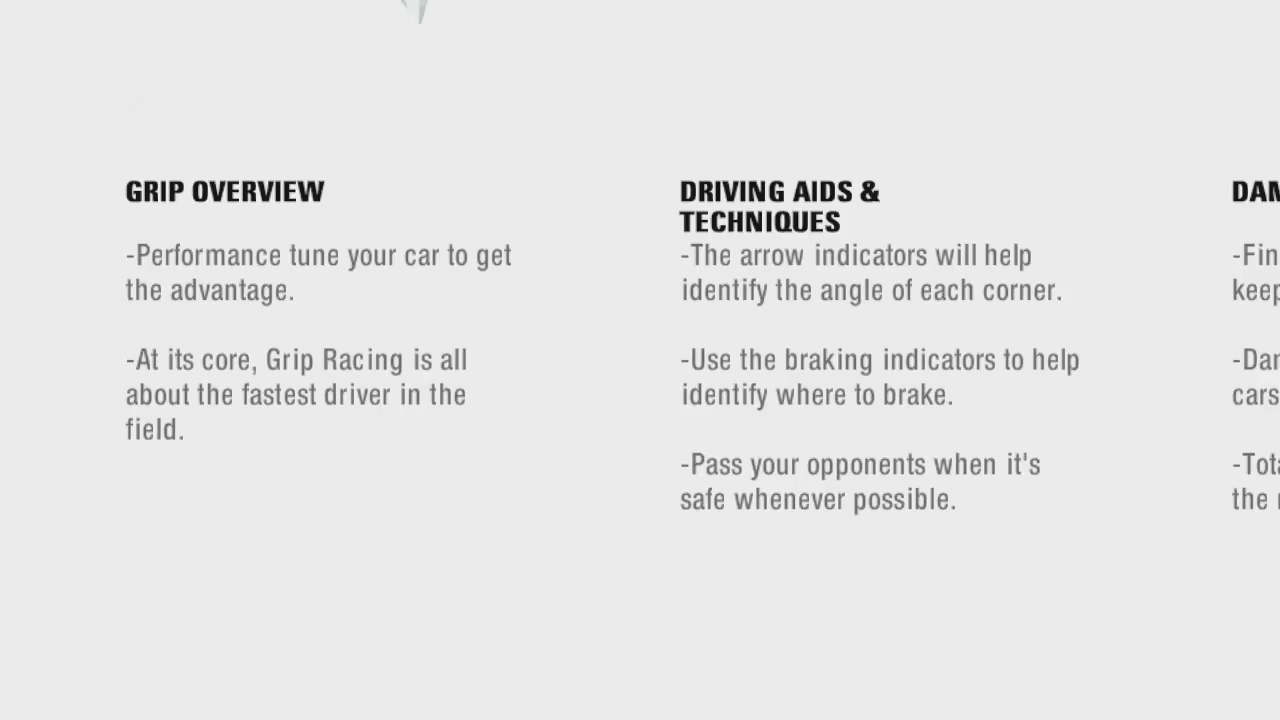 GRIP OVERVIEW
-Performance tune your car to get
the advantage.
-At its core, Grip Racing is all
about the fastest driver in the
field.
DRIVING AIDS &
TECHNIQUES
-The arrow indicators will help
identify the angle of each corner.
-Use the braking indicators to help
identify where to brake.
-Pass your opponents when it's
safe whenever possible.
cars
the